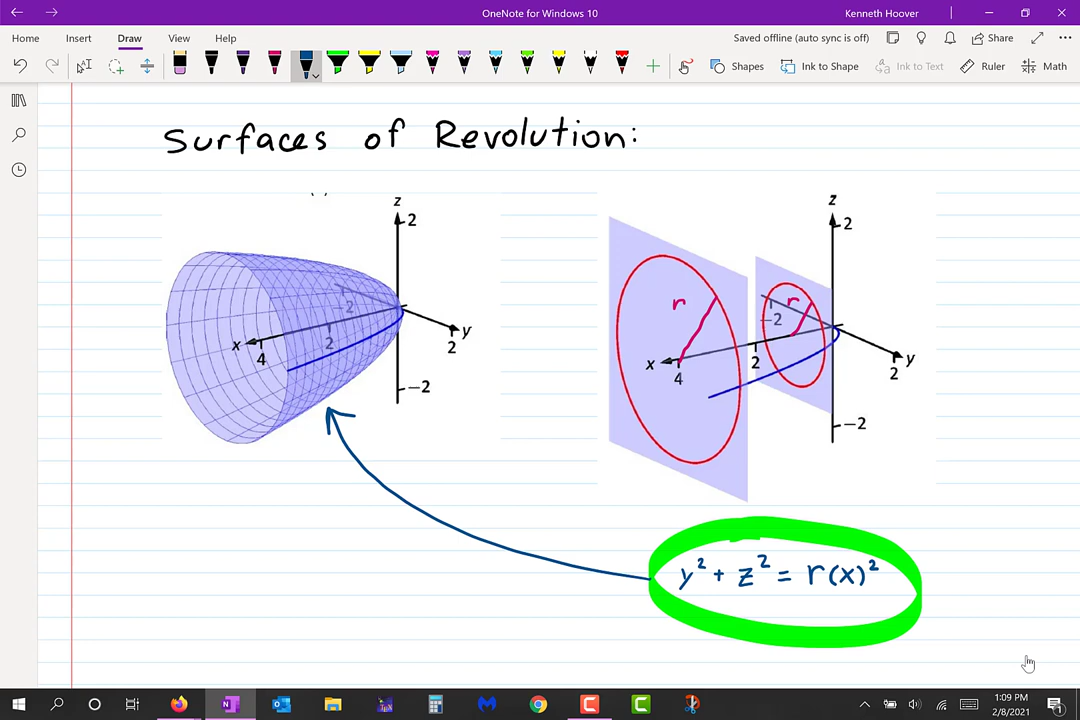 OneNote for Windows 10
Kenneth Hoover
Home Insert Draw View Help
Saved offline (auto sync is off)
Share
Shapes
Ink to Shape
Ink to Text
Ruler
Math
Surfaces of Revolution:
z
2
-2
x
4
2
y
2
−2
z
2
r
r
-2
x
4
2
y
2
−2
y² + z² = r(x)²
1:09 PM
2/8/2021
1